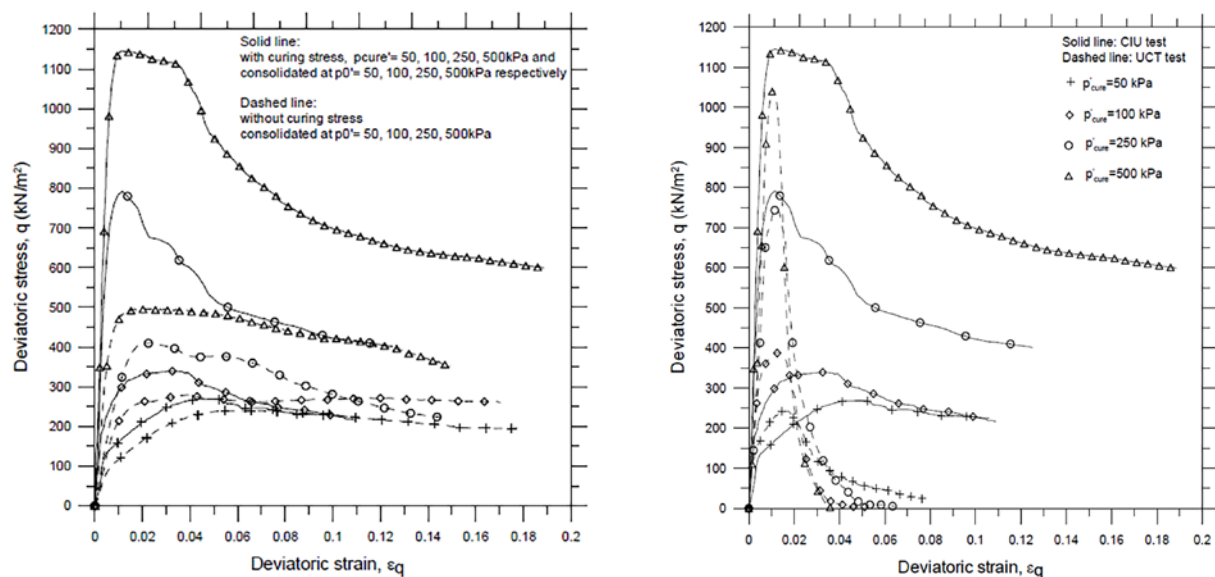 1200
1100
1000
900
800
700
600
500
400
300
200
100
0
Deviatoric stress, q (kN/m²)
Solid line:
with curing stress, pcure'= 50, 100, 250, 500kPa and
consolidated at p0'= 50, 100, 250, 500kPa respectively
Dashed line:
without curing stress
consolidated at p0'= 50, 100, 250, 500kPa
0 0.02 0.04 0.06 0.08 0.1 0.12 0.14 0.16 0.18 0.2
Deviatoric strain, εq
1200
1100
1000
900
800
700
600
500
400
300
200
100
0
Deviatoric stress, q (kN/m²)
Solid line: CIU test
Dashed line: UCT test
p'cure=50 kPa
p'cure=100 kPa
p'cure=250 kPa
p'cure=500 kPa
0 0.02 0.04 0.06 0.08 0.1 0.12 0.14 0.16 0.18 0.2
Deviatoric strain, εq